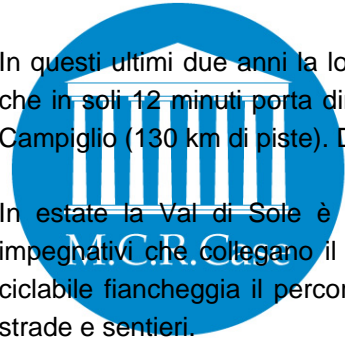 In questi ultimi due anni la lo
che in soli 12 minuti porta di
Campiglio (130 km di piste). D
In estate la Val di Sole è
impegnativi che collegano il
M.C.R. Case
ciclabile fiancheggia il percor
strade e sentieri.